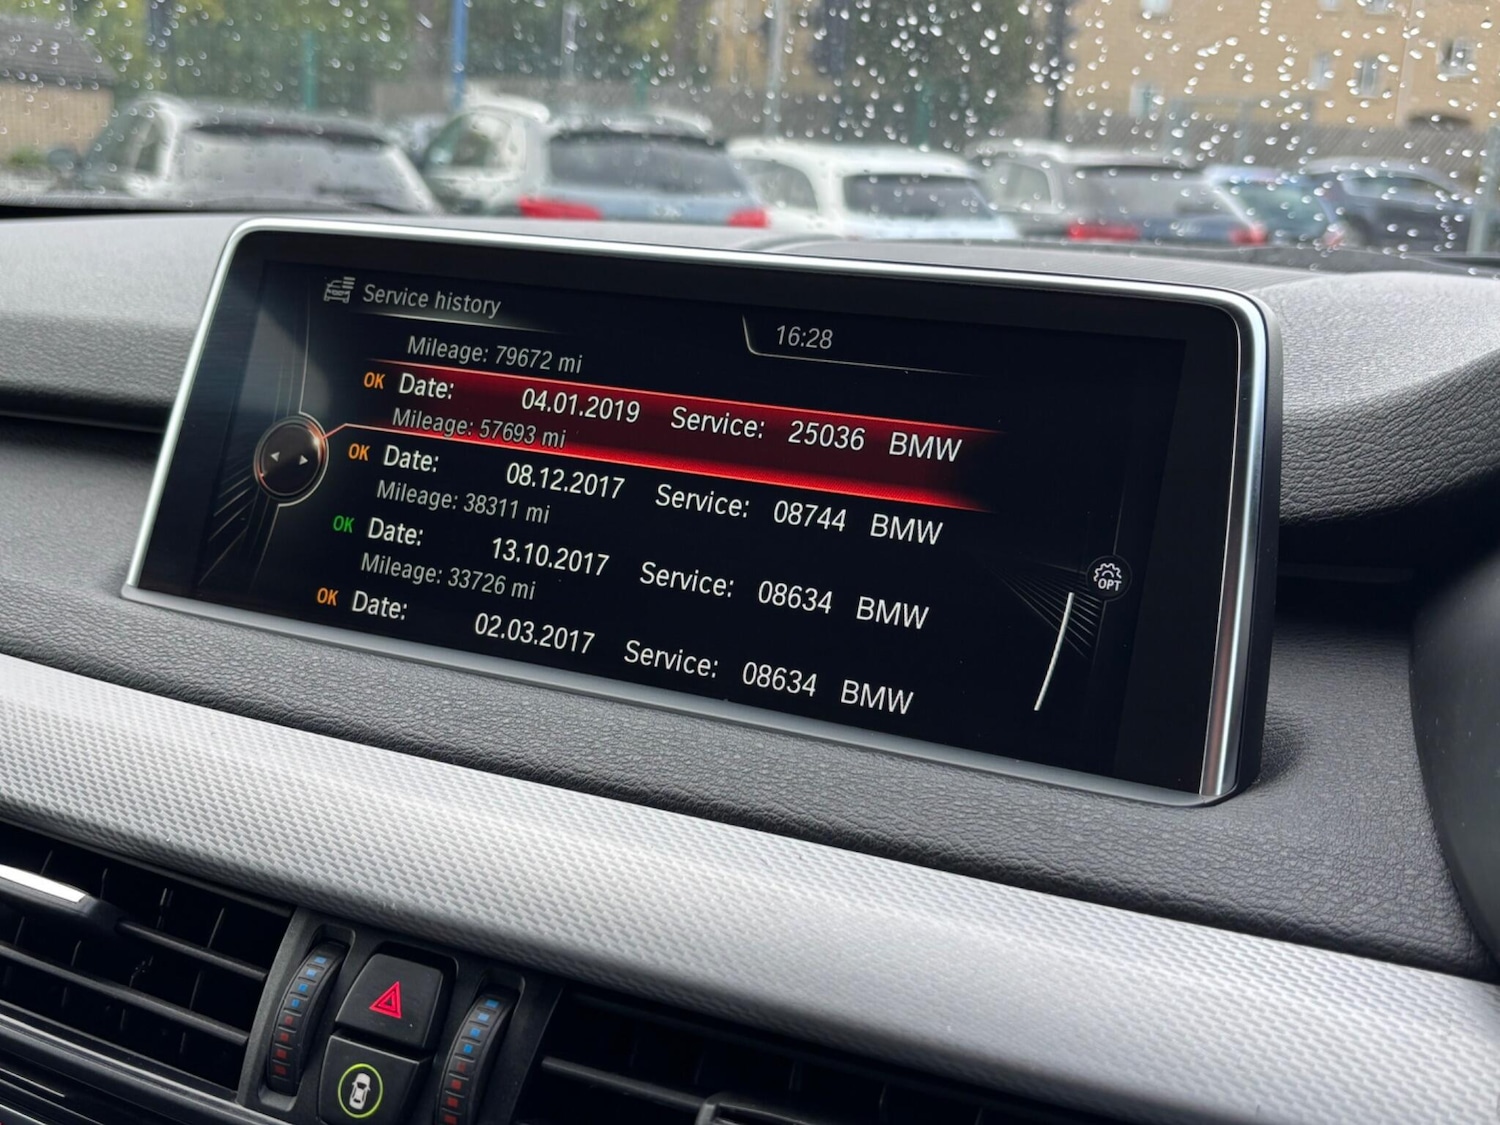 Service history
16:28
Mileage: 79672 mi
OK Date: 04.01.2019 Service: 25036 BMW
Mileage: 57693 mi
OK Date: 08.12.2017 Service: 08744 BMW
Mileage: 38311 mi
OK Date: 13.10.2017 Service: 08634 BMW
Mileage: 33726 mi
OK Date: 02.03.2017 Service: 08634 BMW
OPT